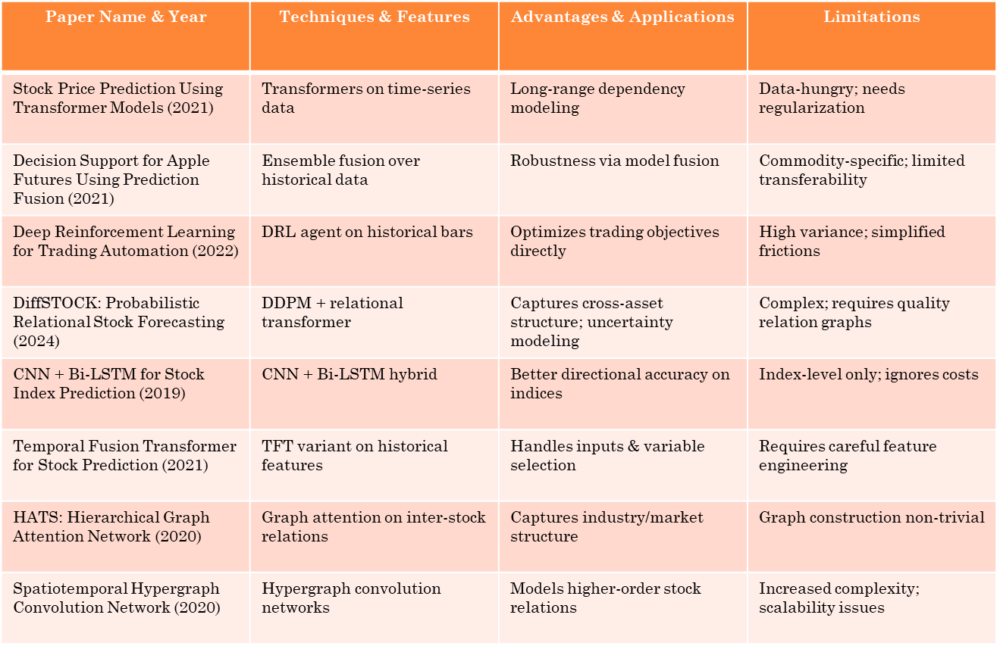 Paper Name & Year
Techniques & Features
Advantages & Applications
Limitations
Stock Price Prediction Using
Transformer Models (2021)
Transformers on time-series
data
Long-range dependency
modeling
Data-hungry; needs
regularization
Decision Support for Apple
Futures Using Prediction
Fusion (2021)
Ensemble fusion over
historical data
Robustness via model fusion
Commodity-specific; limited
transferability
Deep Reinforcement Learning
for Trading Automation (2022)
DRL agent on historical bars
Optimizes trading objectives
directly
High variance; simplified
frictions
DiffSTOCK: Probabilistic
Relational Stock Forecasting
(2024)
DDPM + relational
transformer
Captures cross-asset
structure; uncertainty
modeling
Complex; requires quality
relation graphs
CNN + Bi-LSTM for Stock
Index Prediction (2019)
CNN + Bi-LSTM hybrid
Better directional accuracy on
indices
Index-level only; ignores costs
Temporal Fusion Transformer
for Stock Prediction (2021)
TFT variant on historical
features
Handles inputs & variable
selection
Requires careful feature
engineering
HATS: Hierarchical Graph
Attention Network (2020)
Graph attention on inter-stock
relations
Captures industry/market
structure
Graph construction non-trivial
Spatiotemporal Hypergraph
Convolution Network (2020)
Hypergraph convolution
networks
Models higher-order stock
relations
Increased complexity;
scalability issues